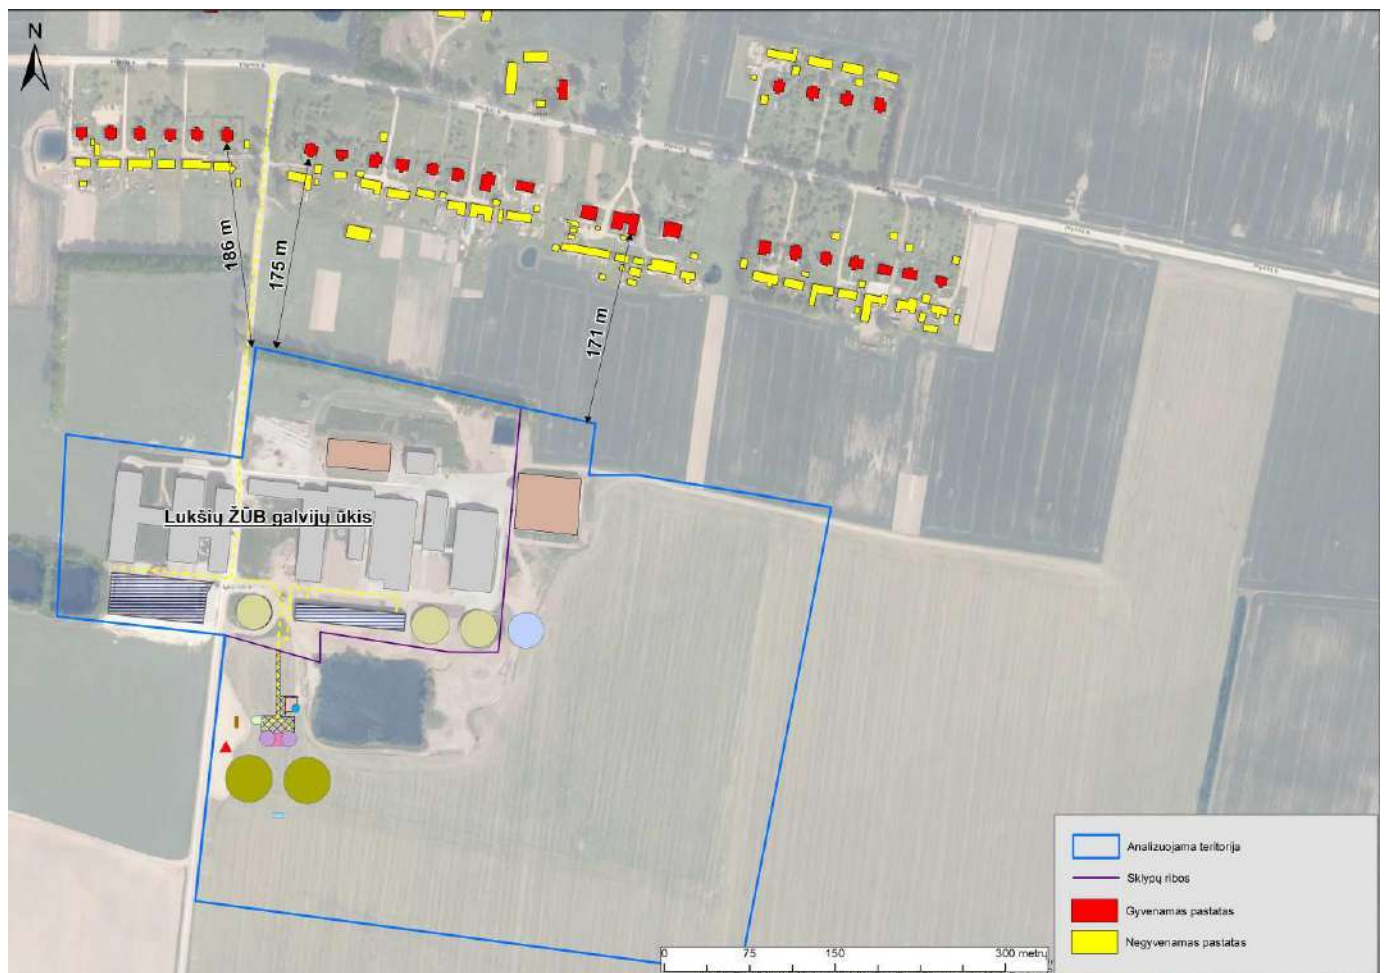 N
186 m
175 m
171 m
Lukšių ŽŪB galvijų ūkis
Analizuojama teritorija
Sklypų ribos
Gyvenamas pastatas
Negyvenamas pastatas
0 75 150 300 metrų